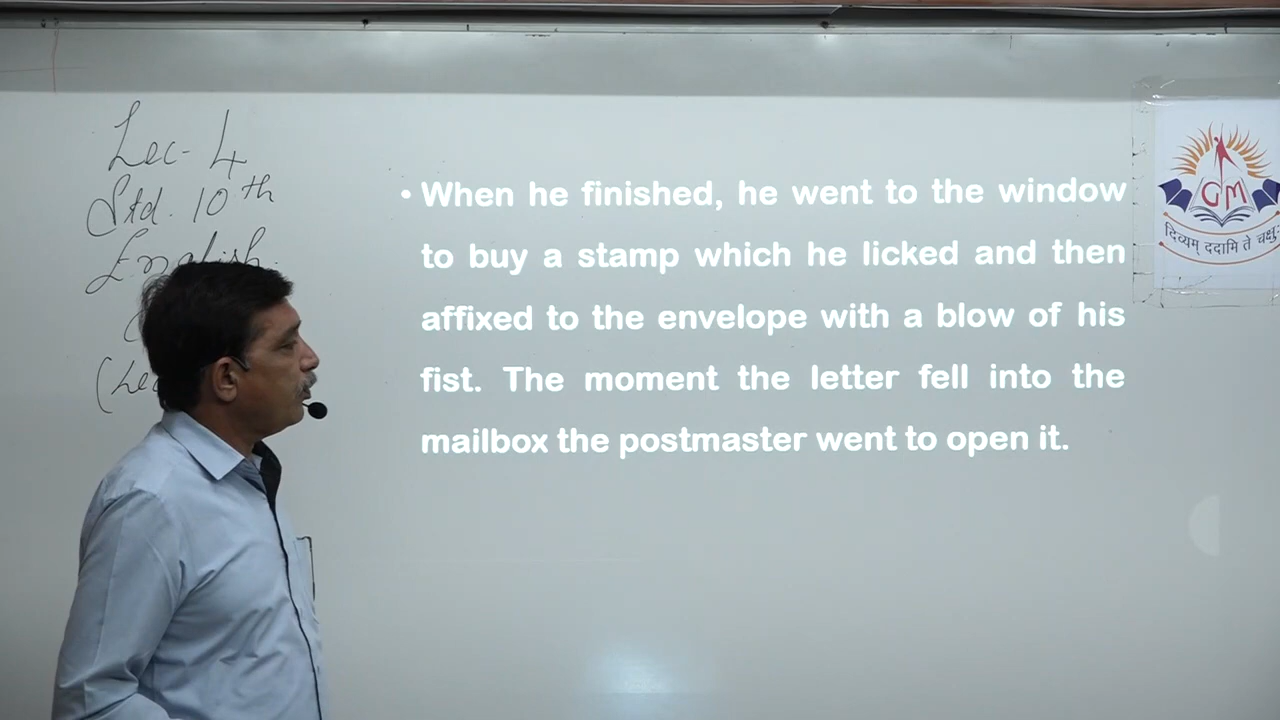 Lec- 4
Std. 10th
English.
(Lec
• When he finished, he went to the window
to buy a stamp which he licked and then
affixed to the envelope with a blow of his
fist. The moment the letter fell into the
mailbox the postmaster went to open it.
GM
दिव्यम् ददामि ते चक्षुः